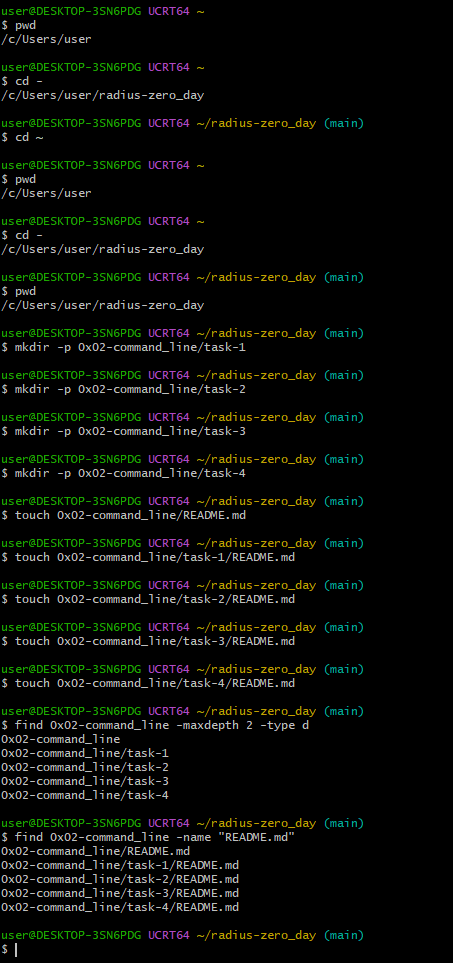 user@DESKTOP-3SN6PDG UCRT64 ~
$ pwd
/c/Users/user
user@DESKTOP-3SN6PDG UCRT64 ~
$ cd -
/c/Users/user/radius-zero_day
user@DESKTOP-3SN6PDG UCRT64 ~/radius-zero_day (main)
$ cd ~
user@DESKTOP-3SN6PDG UCRT64 ~
$ pwd
/c/Users/user
user@DESKTOP-3SN6PDG UCRT64 ~
$ cd -
/c/Users/user/radius-zero_day
user@DESKTOP-3SN6PDG UCRT64 ~/radius-zero_day (main)
$ pwd
/c/Users/user/radius-zero_day
user@DESKTOP-3SN6PDG UCRT64 ~/radius-zero_day (main)
$ mkdir -p 0x02-command_line/task-1
user@DESKTOP-3SN6PDG UCRT64 ~/radius-zero_day (main)
$ mkdir -p 0x02-command_line/task-2
user@DESKTOP-3SN6PDG UCRT64 ~/radius-zero_day (main)
$ mkdir -p 0x02-command_line/task-3
user@DESKTOP-3SN6PDG UCRT64 ~/radius-zero_day (main)
$ mkdir -p 0x02-command_line/task-4
user@DESKTOP-3SN6PDG UCRT64 ~/radius-zero_day (main)
$ touch 0x02-command_line/README.md
user@DESKTOP-3SN6PDG UCRT64 ~/radius-zero_day (main)
$ touch 0x02-command_line/task-1/README.md
user@DESKTOP-3SN6PDG UCRT64 ~/radius-zero_day (main)
$ touch 0x02-command_line/task-2/README.md
user@DESKTOP-3SN6PDG UCRT64 ~/radius-zero_day (main)
$ touch 0x02-command_line/task-3/README.md
user@DESKTOP-3SN6PDG UCRT64 ~/radius-zero_day (main)
$ touch 0x02-command_line/task-4/README.md
user@DESKTOP-3SN6PDG UCRT64 ~/radius-zero_day (main)
$ find 0x02-command_line -maxdepth 2 -type d
0x02-command_line
0x02-command_line/task-1
0x02-command_line/task-2
0x02-command_line/task-3
0x02-command_line/task-4
user@DESKTOP-3SN6PDG UCRT64 ~/radius-zero_day (main)
$ find 0x02-command_line -name "README.md"
0x02-command_line/README.md
0x02-command_line/task-1/README.md
0x02-command_line/task-2/README.md
0x02-command_line/task-3/README.md
0x02-command_line/task-4/README.md
user@DESKTOP-3SN6PDG UCRT64 ~/radius-zero_day (main)
$